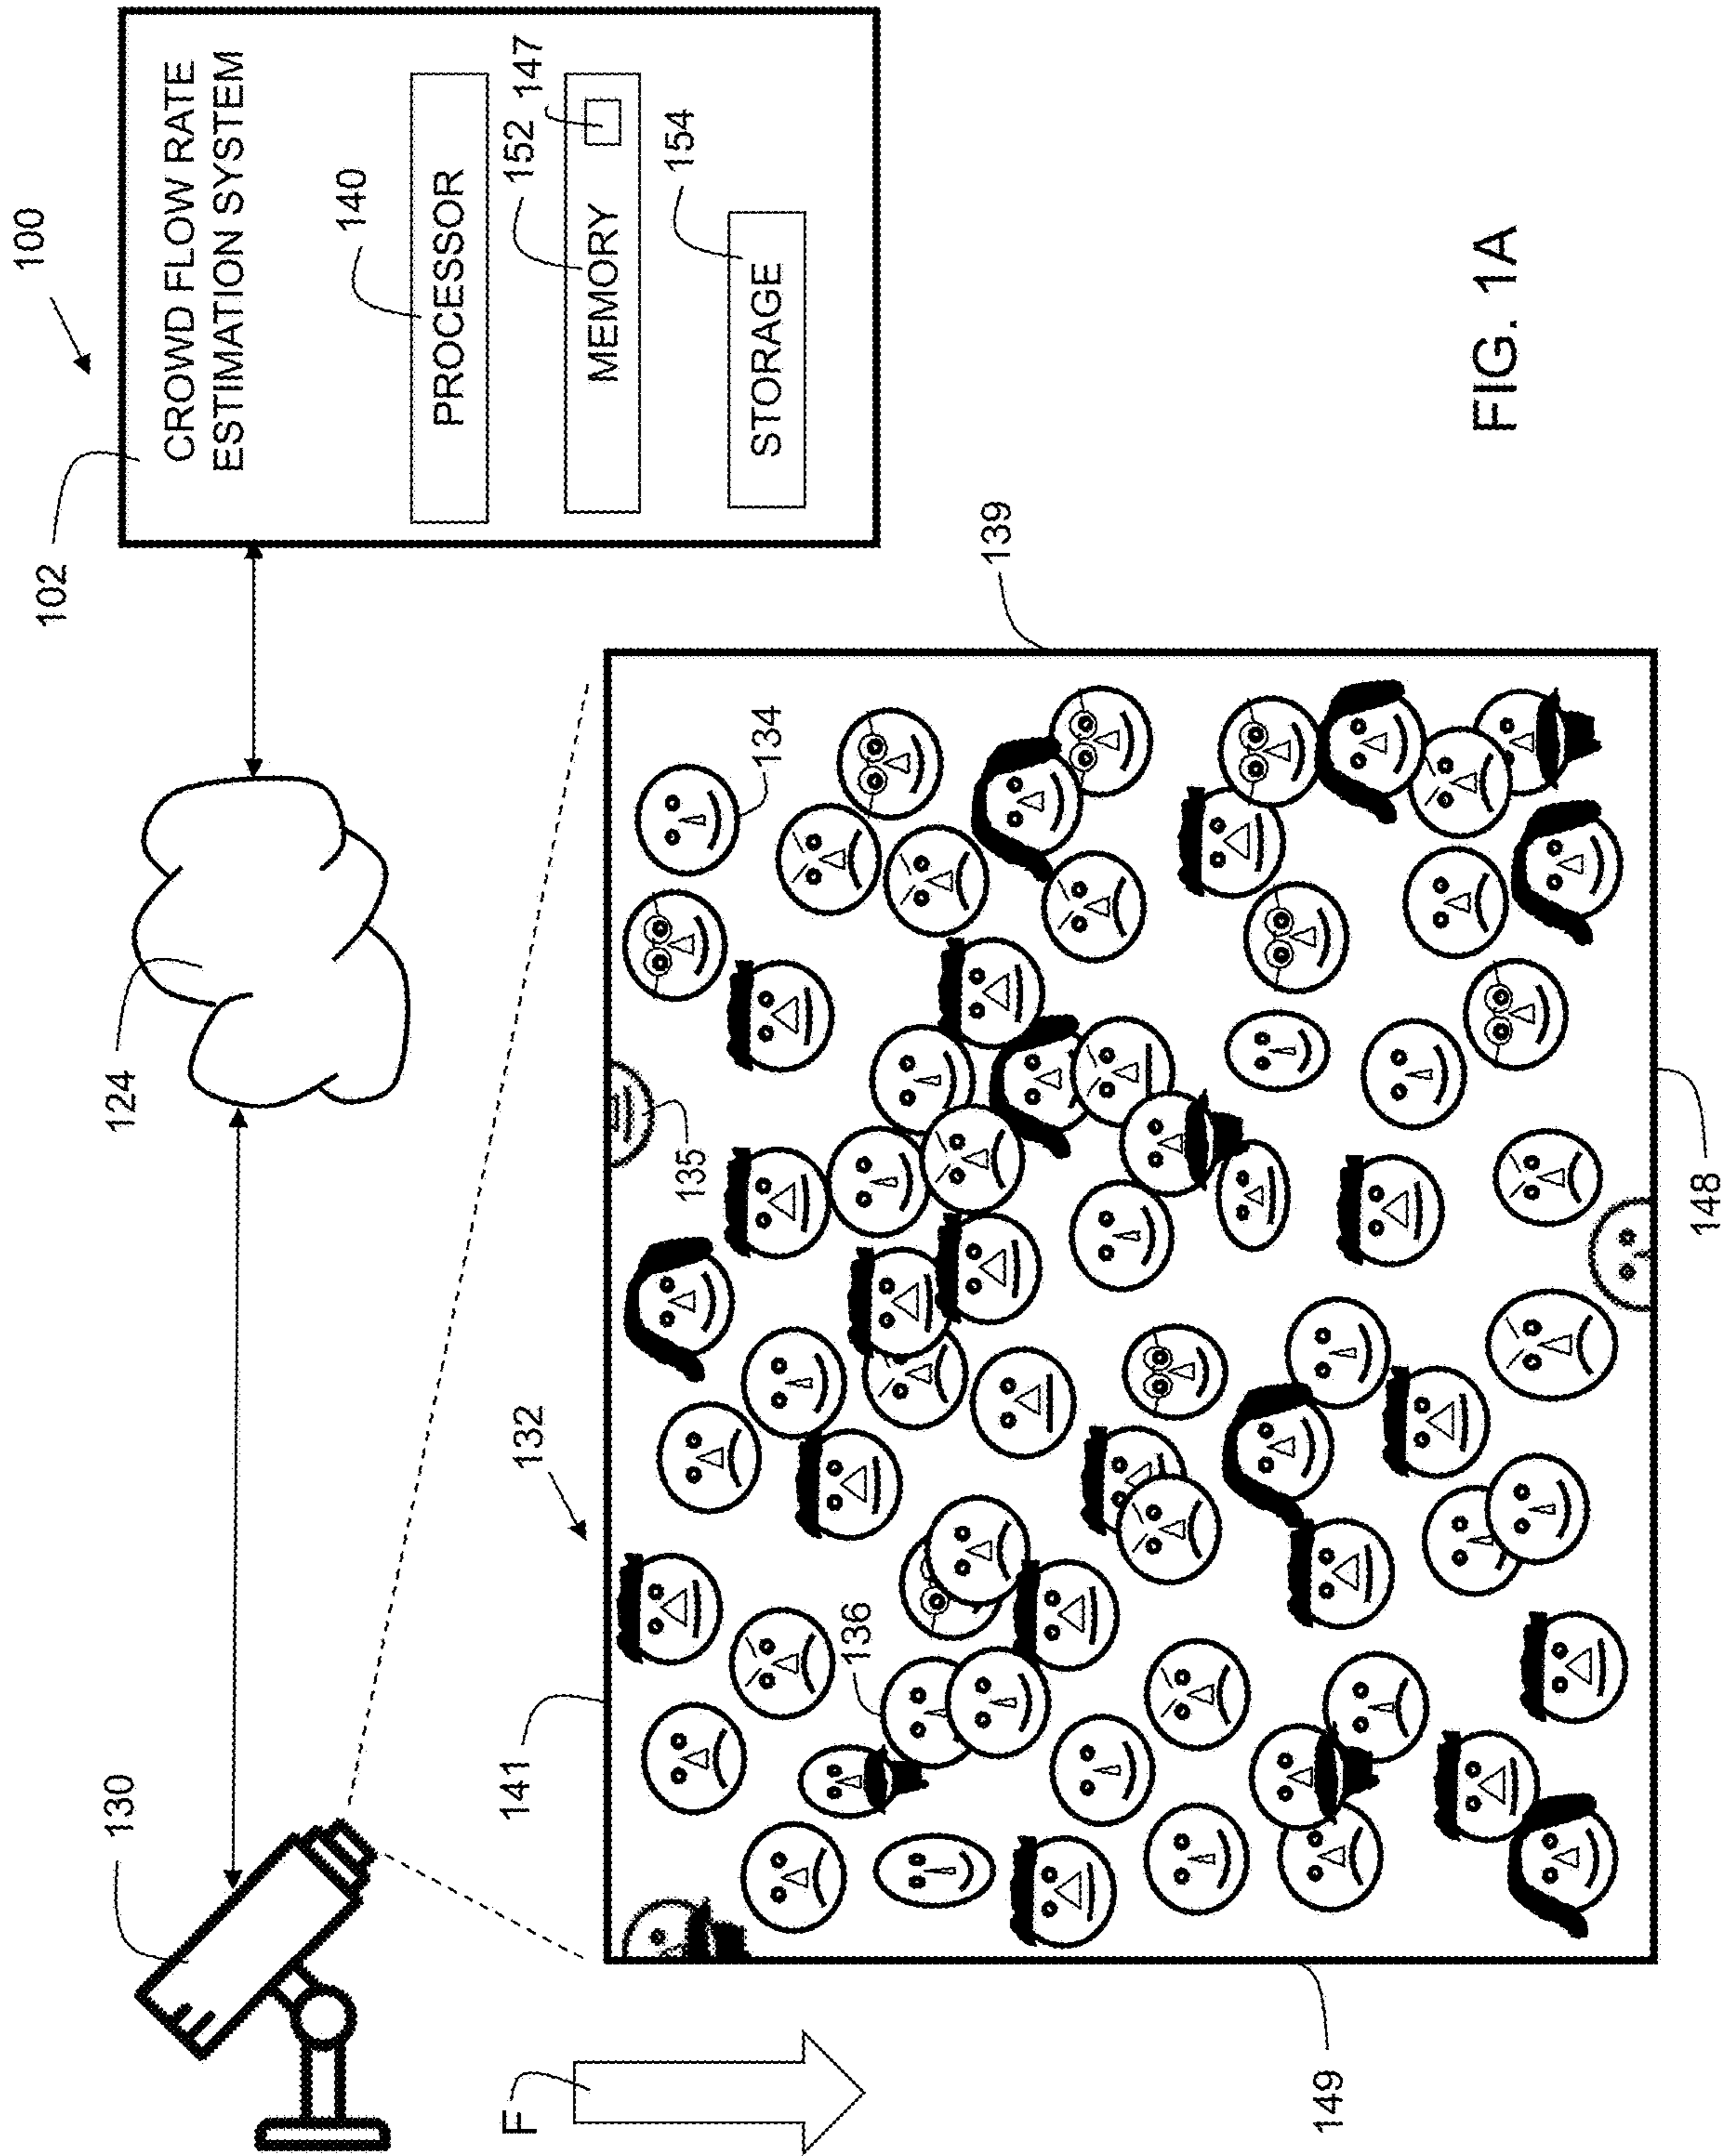 100
102
CROWD FLOW RATE
ESTIMATION SYSTEM
140
PROCESSOR
152
147
MEMORY
154
STORAGE
124
130
132
141
139
134
135
136
F
149
148
FIG. 1A